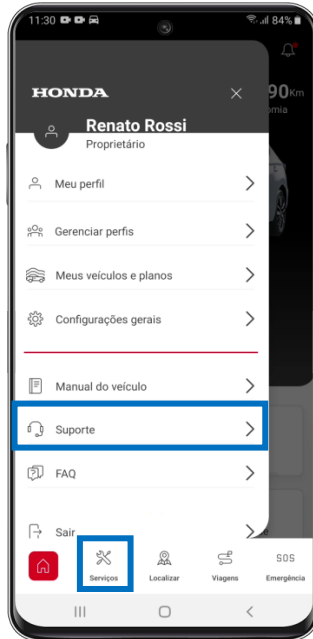 11:30 84%
HONDA
90Km
omia
Renato Rossi
Proprietário
Meu perfil
Gerenciar perfis
Meus veículos e planos
Configurações gerais
Manual do veículo
Suporte
FAQ
Sair
Serviços Localizar Viagens SOS Emergência